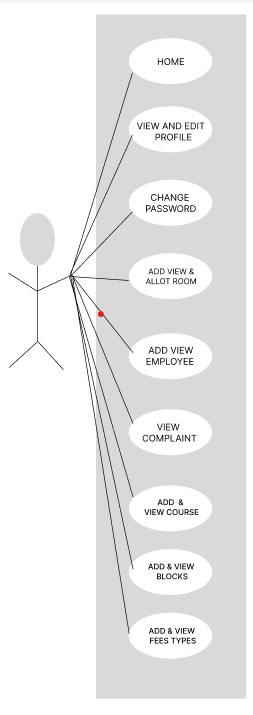 HOME
VIEW AND EDIT
PROFILE
CHANGE
PASSWORD
ADD VIEW &
ALLOT ROOM
ADD VIEW
EMPLOYEE
VIEW
COMPLAINT
ADD &
VIEW COURSE
ADD & VIEW
BLOCKS
ADD & VIEW
FEES TYPES